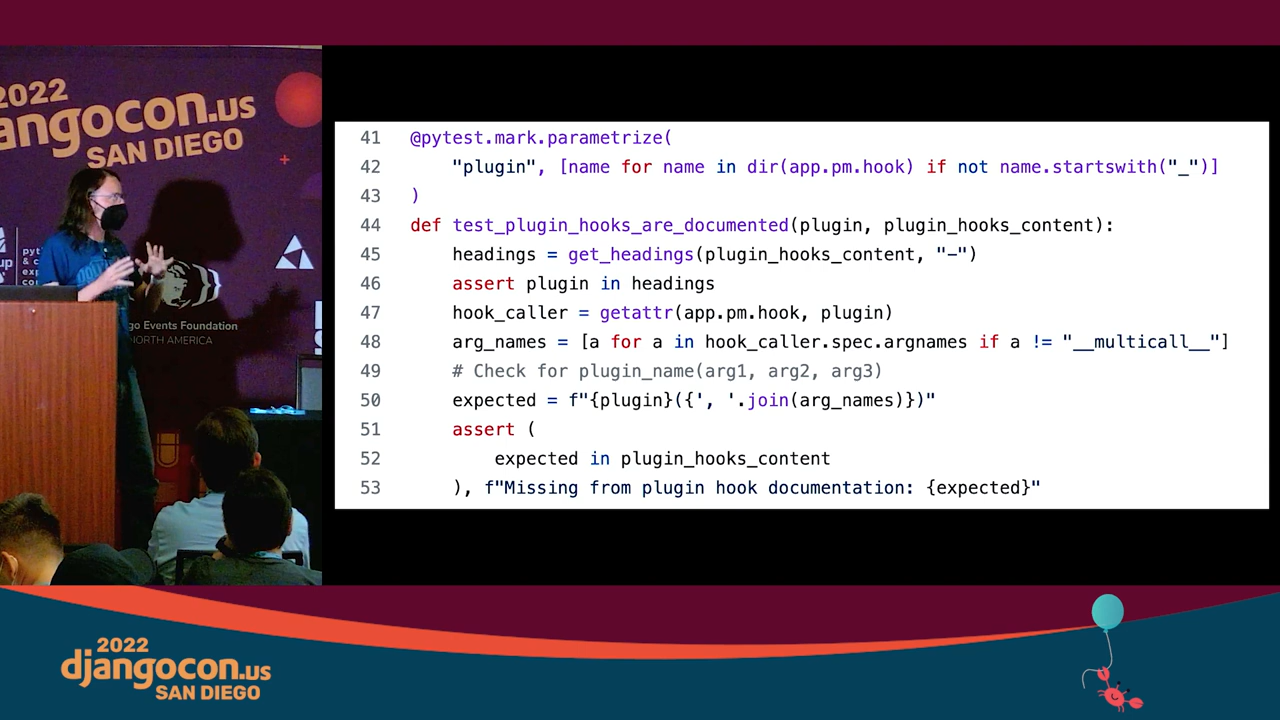 2022
djangocon.us
SAN DIEGO
Events Foundation
NORTH AMERICA
41 @pytest.mark.parametrize(
42     "plugin", [name for name in dir(app.pm.hook) if not name.startswith("_")]
43 )
44 def test_plugin_hooks_are_documented(plugin, plugin_hooks_content):
45     headings = get_headings(plugin_hooks_content, "-")
46     assert plugin in headings
47     hook_caller = getattr(app.pm.hook, plugin)
48     arg_names = [a for a in hook_caller.spec.argnames if a != "__multicall__"]
49     # Check for plugin_name(arg1, arg2, arg3)
50     expected = f"{plugin}({', '.join(arg_names)})"
51     assert (
52         expected in plugin_hooks_content
53     ), f"Missing from plugin hook documentation: {expected}"
2022
djangocon.us
SAN DIEGO